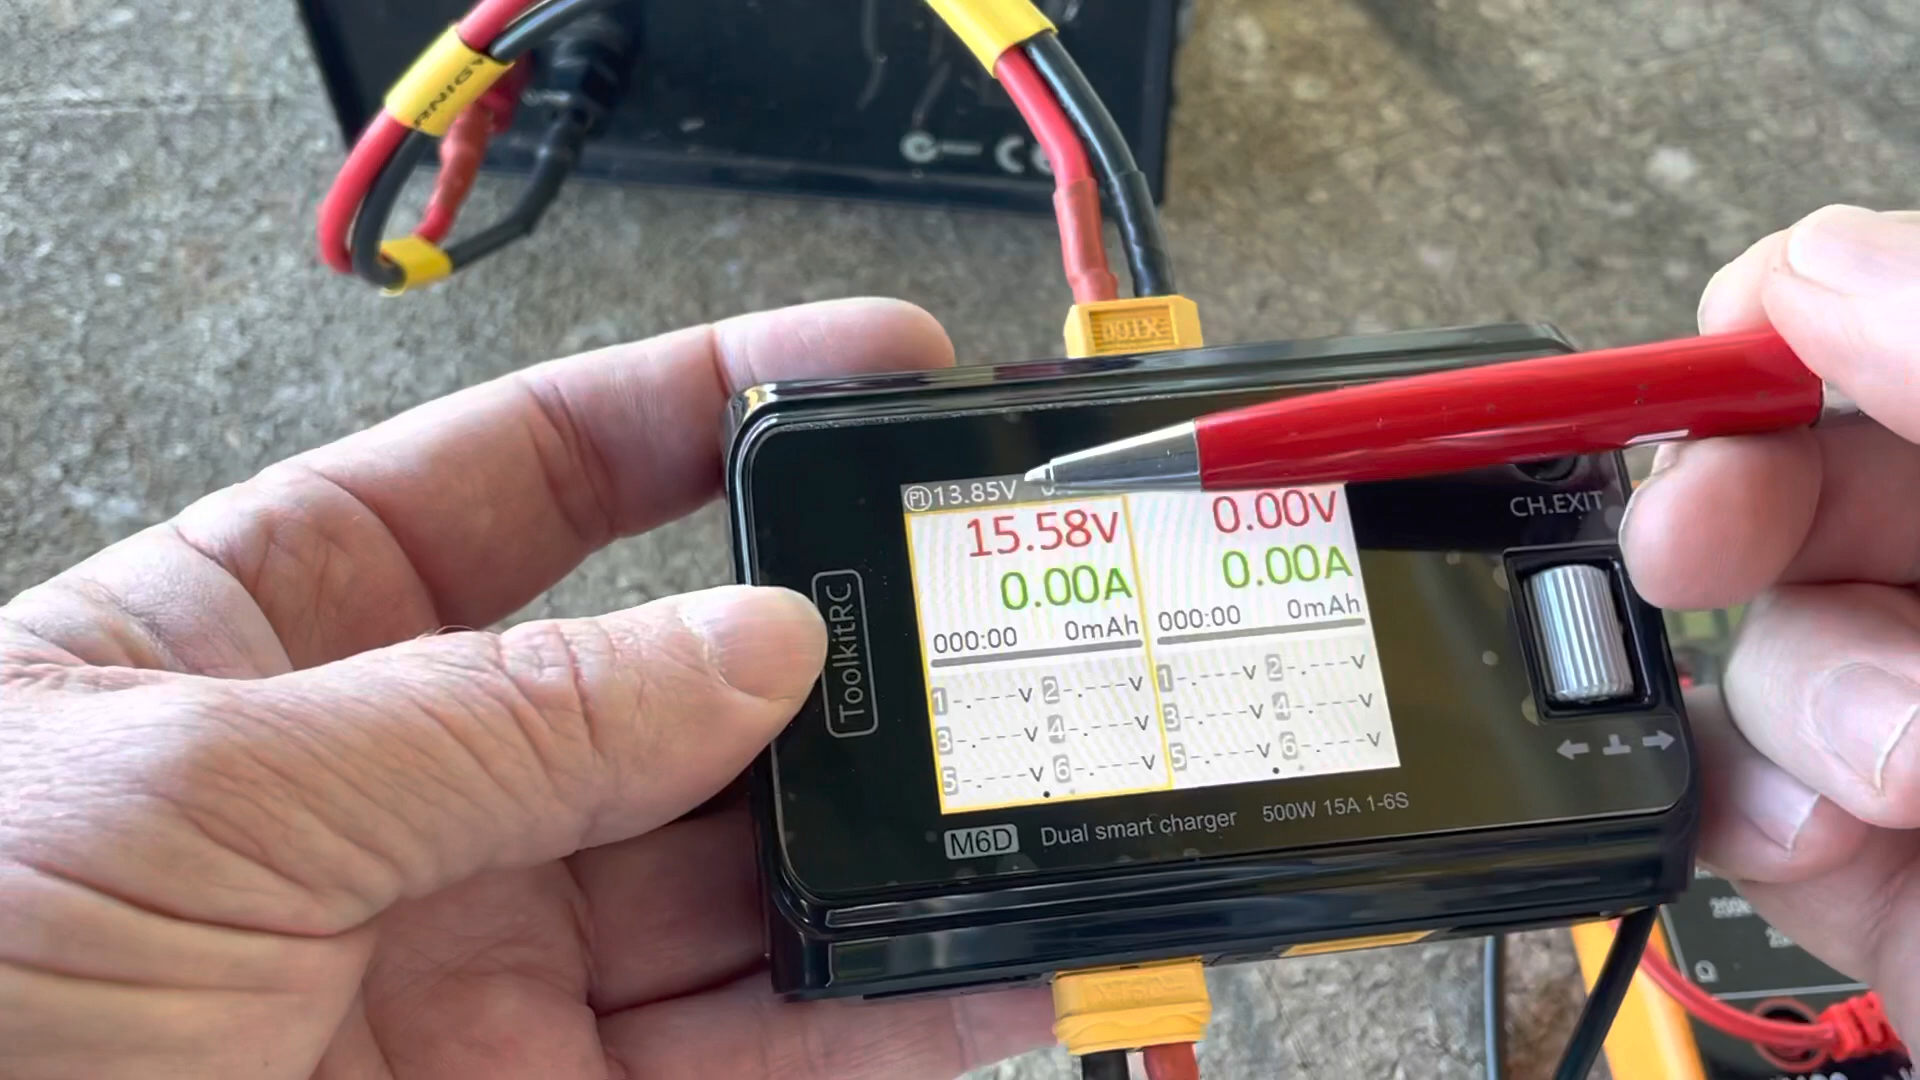 XT60
ToolkitRC
P1 13.85V
15.58V
0.00V
0.00A
0.00A
000:00 0mAh
000:00 0mAh
1 -.---V 2 -.---V
3 -.---V 4 -.---V
5 -.---V 6 -.---V
1 -.---V 2 -.---V
3 -.---V 4 -.---V
5 -.---V 6 -.---V
CH.EXIT
M6D Dual smart charger 500W 15A 1-6S
Ω